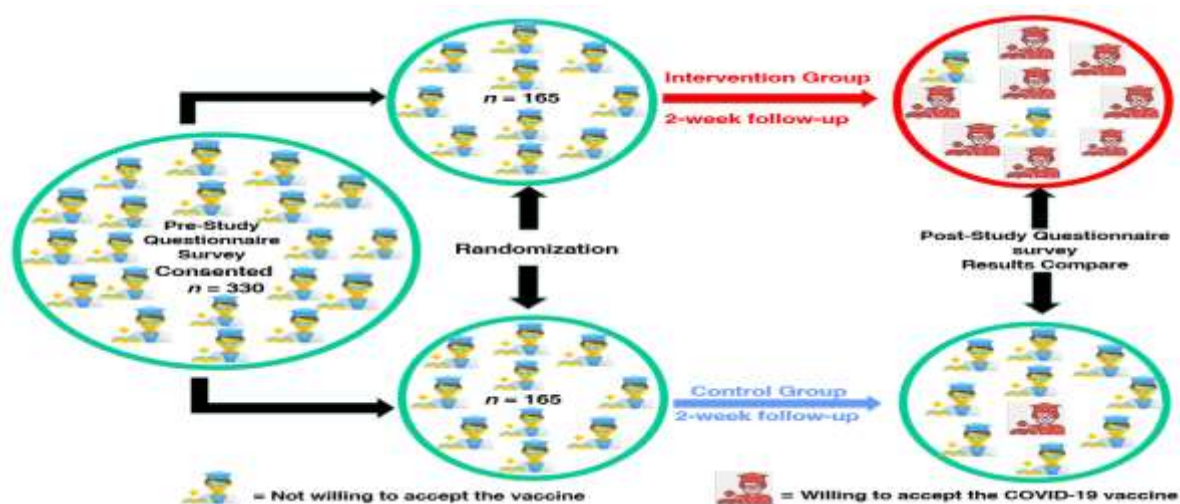 Pre-Study
Questionnaire
Survey
Consented
n = 330
n = 165
Randomization
n = 165
Intervention Group
2-week follow-up
Control Group
2-week follow-up
Post-Study Questionnaire
survey
Results Compare
= Not willing to accept the vaccine
= Willing to accept the COVID-19 vaccine